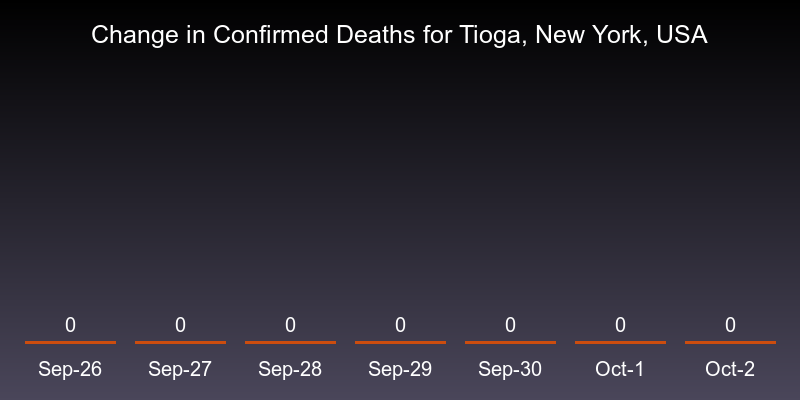 Change in Confirmed Deaths for Tioga, New York, USA
0 0 0 0 0 0 0
Sep-26 Sep-27 Sep-28 Sep-29 Sep-30 Oct-1 Oct-2